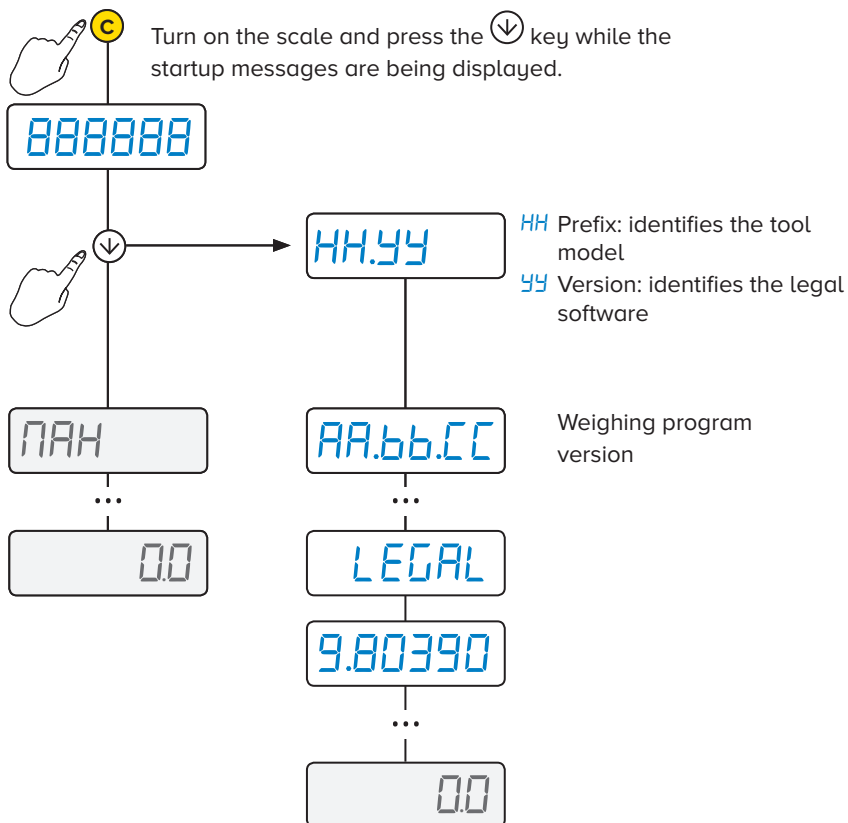 C
Turn on the scale and press the ↓ key while the
startup messages are being displayed.
888888
↓
HH.YY
HH Prefix: identifies the tool
model
YY Version: identifies the legal
software
ПAH
AA.bb.CC
Weighing program
version
...
...
0.0
LEGAL
9.80390
...
0.0